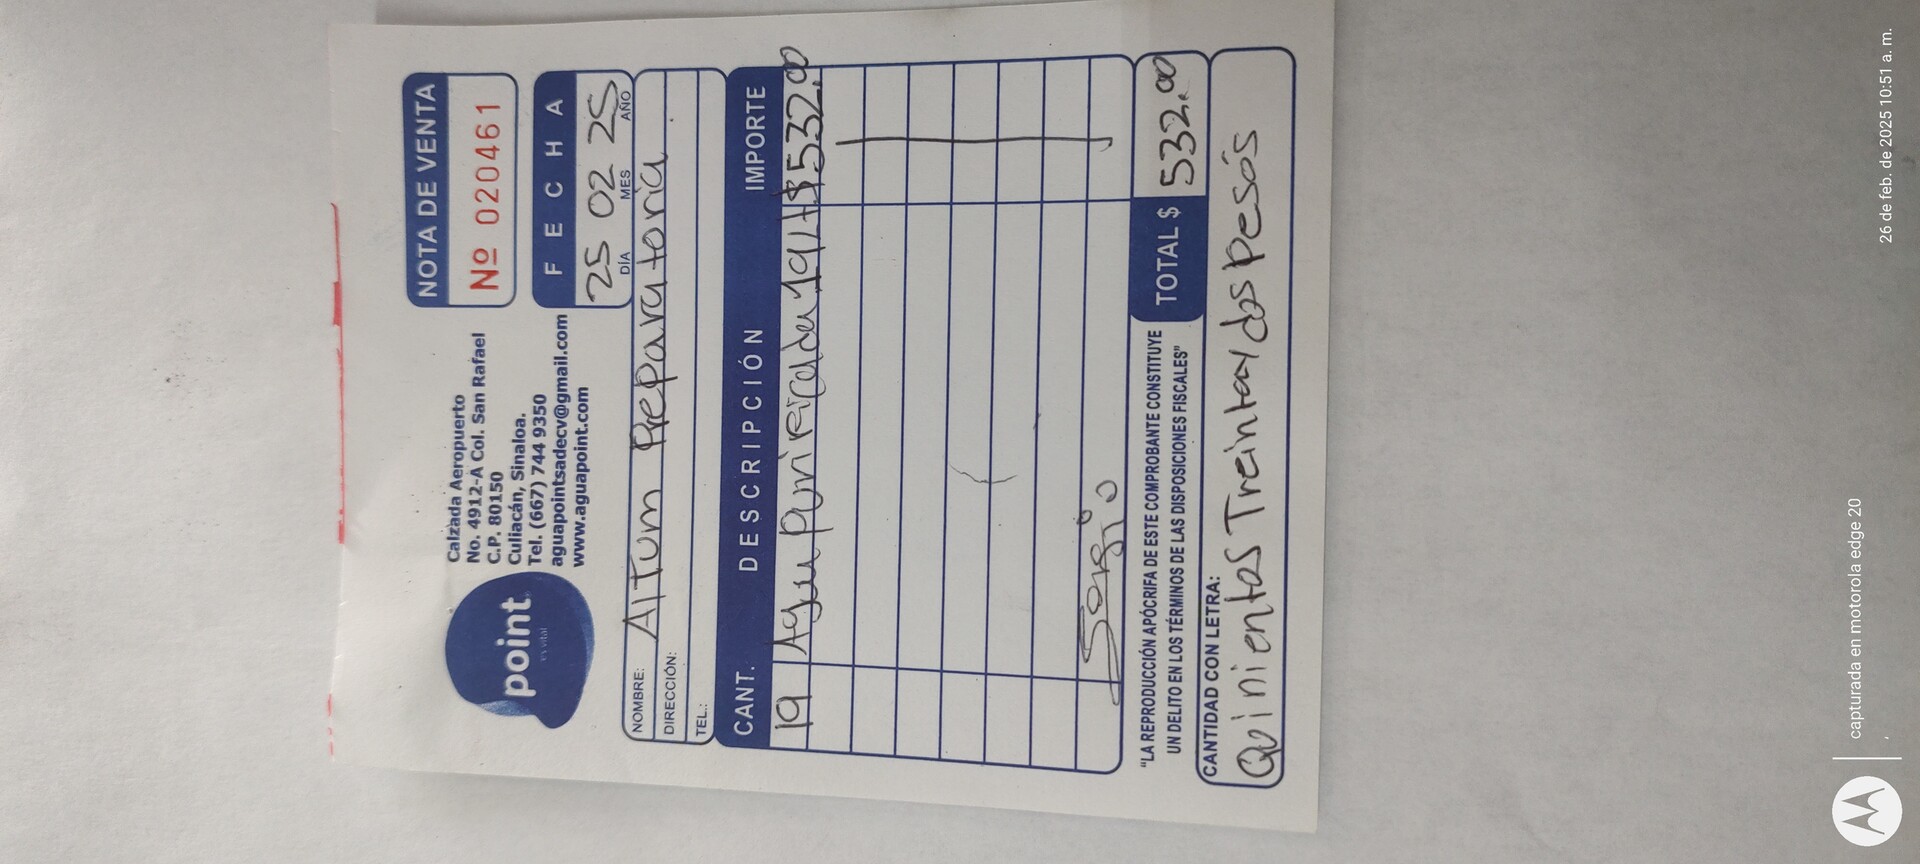 point
es vital
Calzada Aeropuerto
No. 4912-A Col. San Rafael
C.P. 80150
Culiacán, Sinaloa.
Tel. (667) 744 9350
aguapointsadecv@gmail.com
www.aguapoint.com
NOTA DE VENTA
Nº 020461
FECHA
25 02 25
DÍA MES AÑO
NOMBRE: Altum Preparatoria
DIRECCIÓN:
TEL.:
CANT. DESCRIPCIÓN IMPORTE
19 Agua Purificada 19 Lt $532.00
Sergio
"LA REPRODUCCIÓN APÓCRIFA DE ESTE COMPROBANTE CONSTITUYE
UN DELITO EN LOS TÉRMINOS DE LAS DISPOSICIONES FISCALES"
TOTAL $ 532.00
CANTIDAD CON LETRA:
Quinientos Treinta y dos Pesos
capturada en motorola edge 20
26 de feb. de 2025 10:51 a. m.